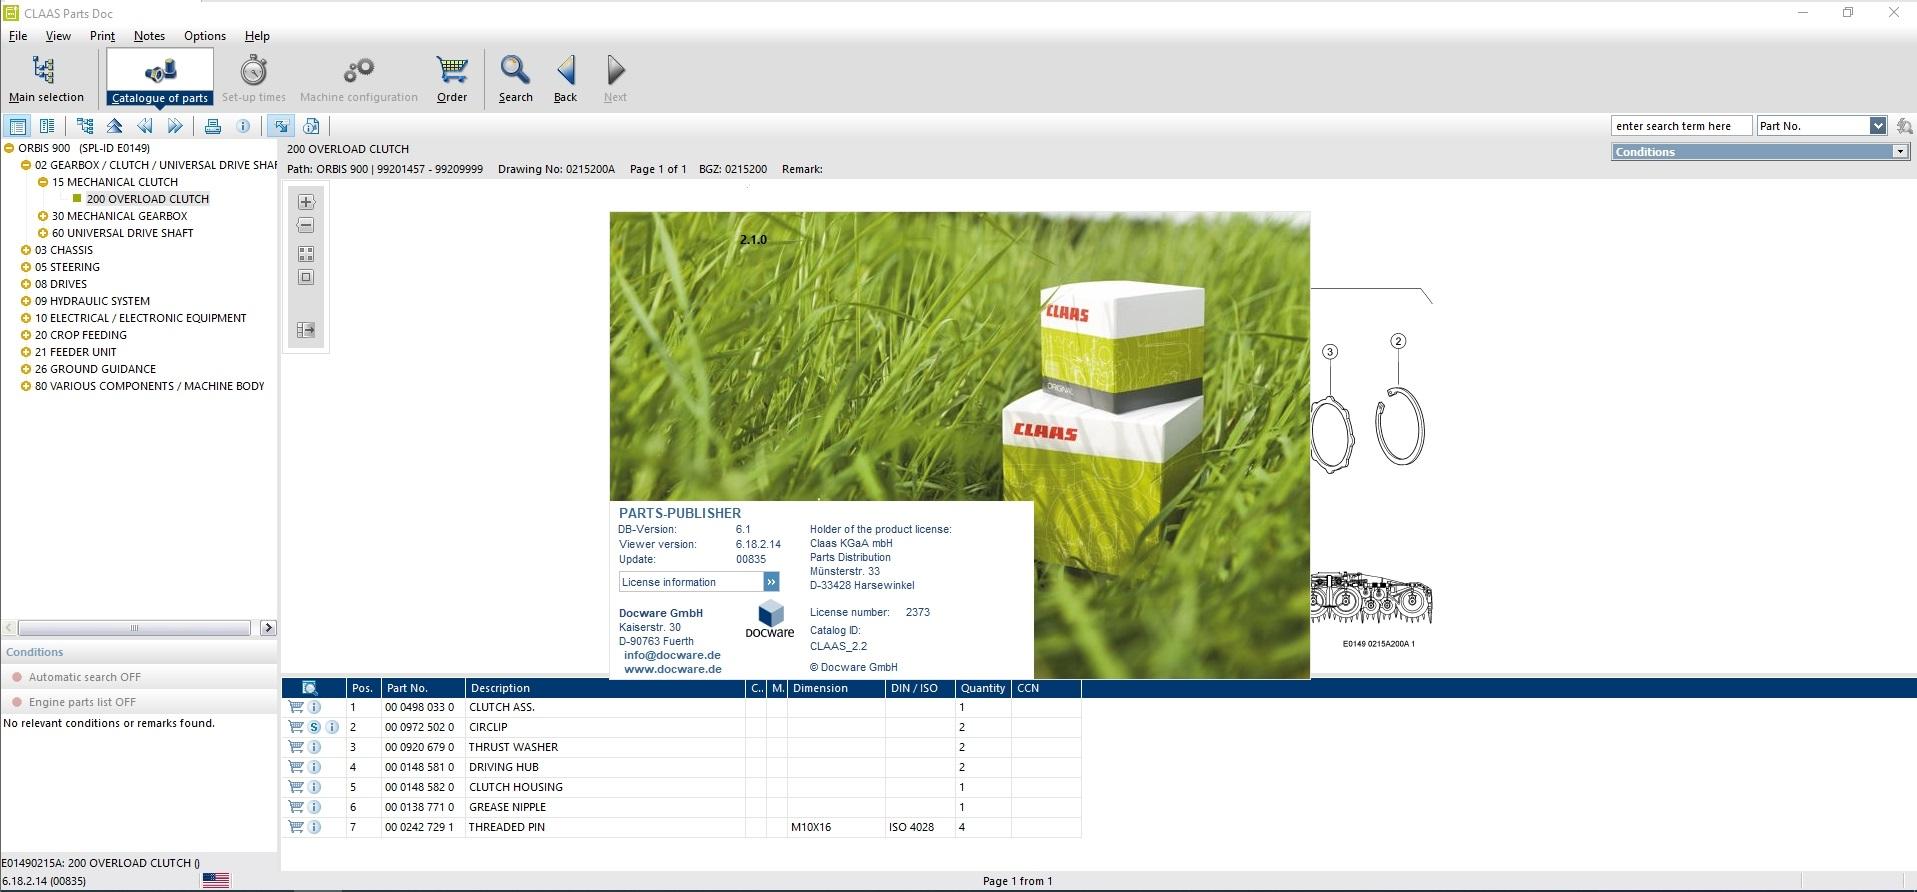 CLAAS Parts Doc
File View Print Notes Options Help
Main selection Catalogue of parts Set-up times Machine configuration Order Search Back Next
enter search term here Part No.
Conditions
ORBIS 900 (SPL-ID E0149)
02 GEARBOX / CLUTCH / UNIVERSAL DRIVE SHAF
15 MECHANICAL CLUTCH
200 OVERLOAD CLUTCH
30 MECHANICAL GEARBOX
60 UNIVERSAL DRIVE SHAFT
03 CHASSIS
05 STEERING
08 DRIVES
09 HYDRAULIC SYSTEM
10 ELECTRICAL / ELECTRONIC EQUIPMENT
20 CROP FEEDING
21 FEEDER UNIT
26 GROUND GUIDANCE
80 VARIOUS COMPONENTS / MACHINE BODY
Conditions
Automatic search OFF
Engine parts list OFF
No relevant conditions or remarks found.
E01490215A: 200 OVERLOAD CLUTCH ()
6.18.2.14 (00835)
200 OVERLOAD CLUTCH
Path: ORBIS 900 | 99201457 - 99209999 Drawing No: 0215200A Page 1 of 1 BGZ: 0215200 Remark:
2.1.0
CLAAS
ORIGINAL
CLAAS
3 2
E0149 0215A200A 1
PARTS-PUBLISHER
DB-Version: 6.1
Viewer version: 6.18.2.14
Update: 00835
License information
Docware GmbH
Kaiserstr. 30
D-90763 Fuerth
info@docware.de
www.docware.de
DOCWARE
Holder of the product license:
Claas KGaA mbH
Parts Distribution
Münsterstr. 33
D-33428 Harsewinkel
License number: 2373
Catalog ID:
CLAAS_2.2
© Docware GmbH
Pos. Part No. Description C.. M. Dimension DIN / ISO Quantity CCN
1 00 0498 033 0 CLUTCH ASS. 1
S 2 00 0972 502 0 CIRCLIP 2
3 00 0920 679 0 THRUST WASHER 2
4 00 0148 581 0 DRIVING HUB 2
5 00 0148 582 0 CLUTCH HOUSING 1
6 00 0138 771 0 GREASE NIPPLE 1
7 00 0242 729 1 THREADED PIN M10X16 ISO 4028 4
Page 1 from 1